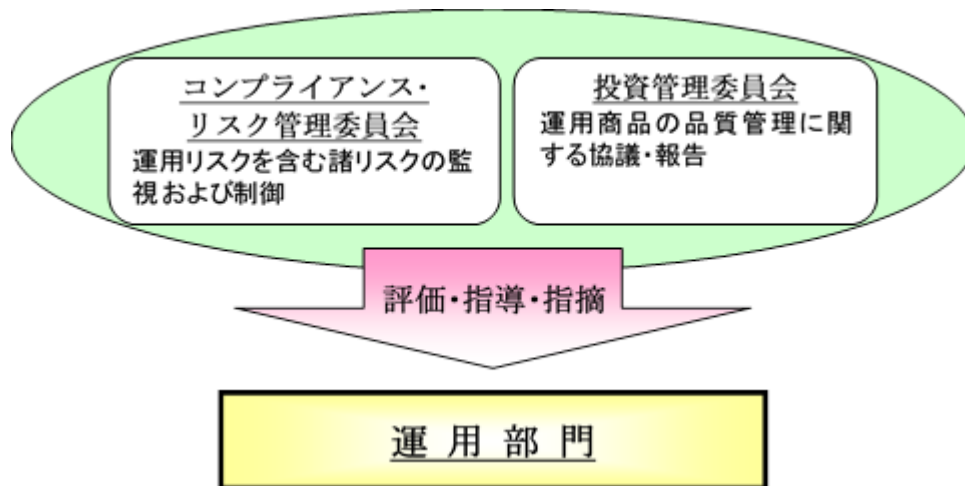 コンプライアンス・
リスク管理委員会
運用リスクを含む諸リスクの監
視および制御
投資管理委員会
運用商品の品質管理に関
する協議・報告
評価・指導・指摘
運用部門